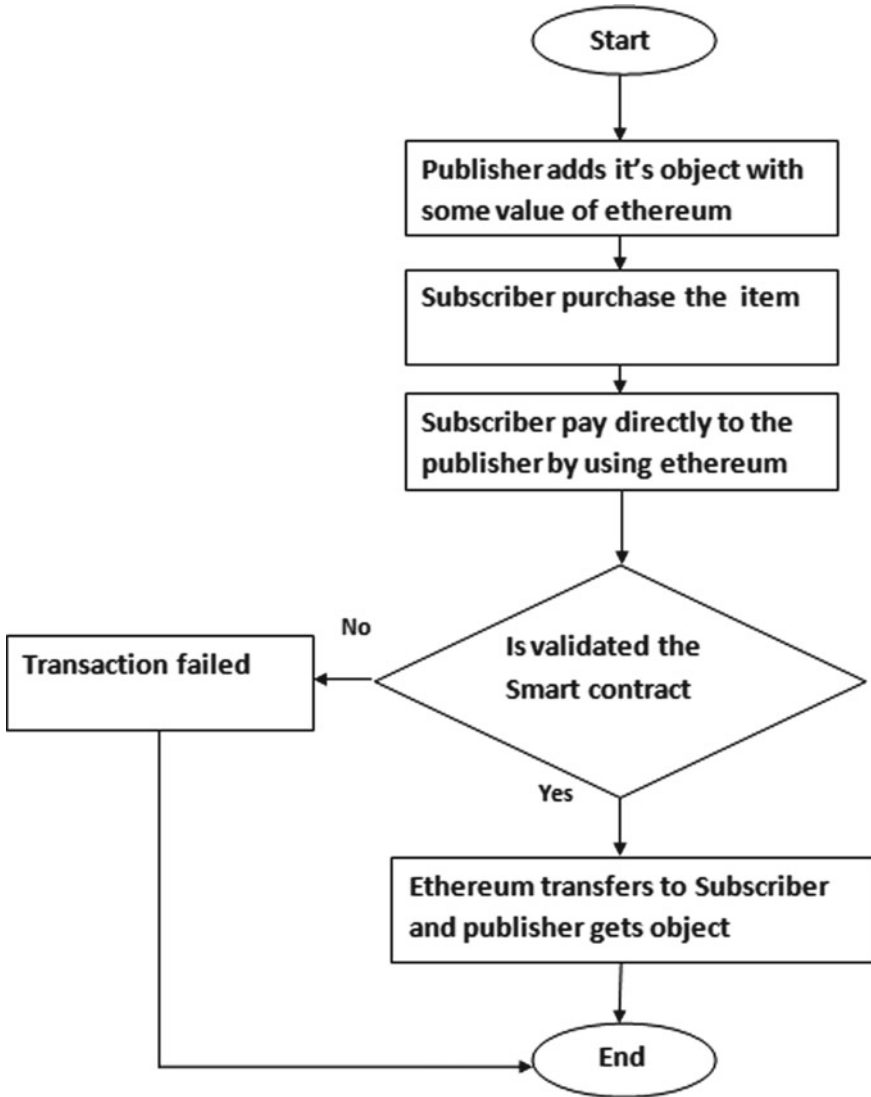 Start
Publisher adds it's object with
some value of ethereum
Subscriber purchase the item
Subscriber pay directly to the
publisher by using ethereum
Is validated the
Smart contract
No
Transaction failed
Yes
Ethereum transfers to Subscriber
and publisher gets object
End